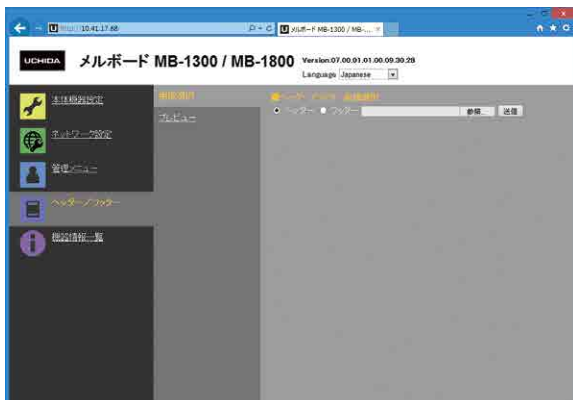 http://10.41.17.68
メルボード MB-1300 / MB-...
UCHIDA メルボード MB-1300 / MB-1800 Version:07.00.01.01.00.09.30.28
Language Japanese
本体機器設定
ネットワーク設定
管理メニュー
ヘッダー/フッター
機器情報一覧
画像選択
プレビュー
ヘッダー フッター 参照... 送信